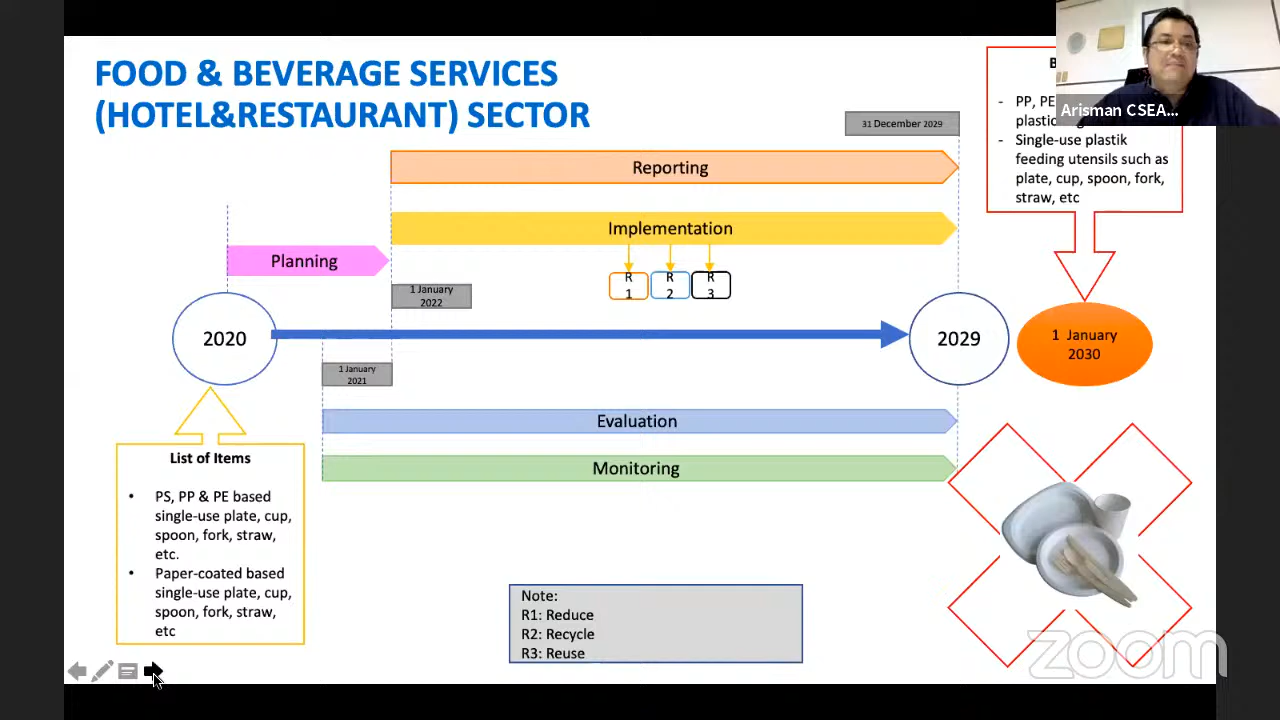 FOOD & BEVERAGE SERVICES
(HOTEL&RESTAURANT) SECTOR
Arisman CSEA...
PP, PE
- Single-use plastik
feeding utensils such as
plate, cup, spoon, fork,
straw, etc
31 December 2029
Reporting
Implementation
Planning
R
1
R
2
R
3
1 January
2022
2020
2029
1 January
2030
1 January
2021
Evaluation
Monitoring
List of Items
• PS, PP & PE based
single-use plate, cup,
spoon, fork, straw,
etc.
• Paper-coated based
single-use plate, cup,
spoon, fork, straw,
etc
Note:
R1: Reduce
R2: Recycle
R3: Reuse
zoom